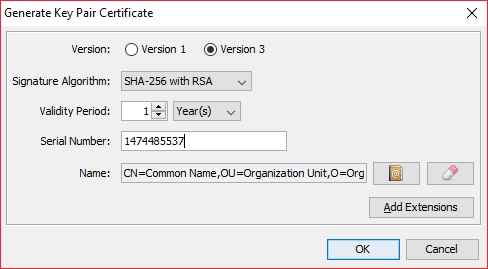 Generate Key Pair Certificate
Version: Version 1 Version 3
Signature Algorithm: SHA-256 with RSA
Validity Period: 1 Year(s)
Serial Number: 1474485537
Name: CN=Common Name,OU=Organization Unit,O=Org
Add Extensions
OK Cancel